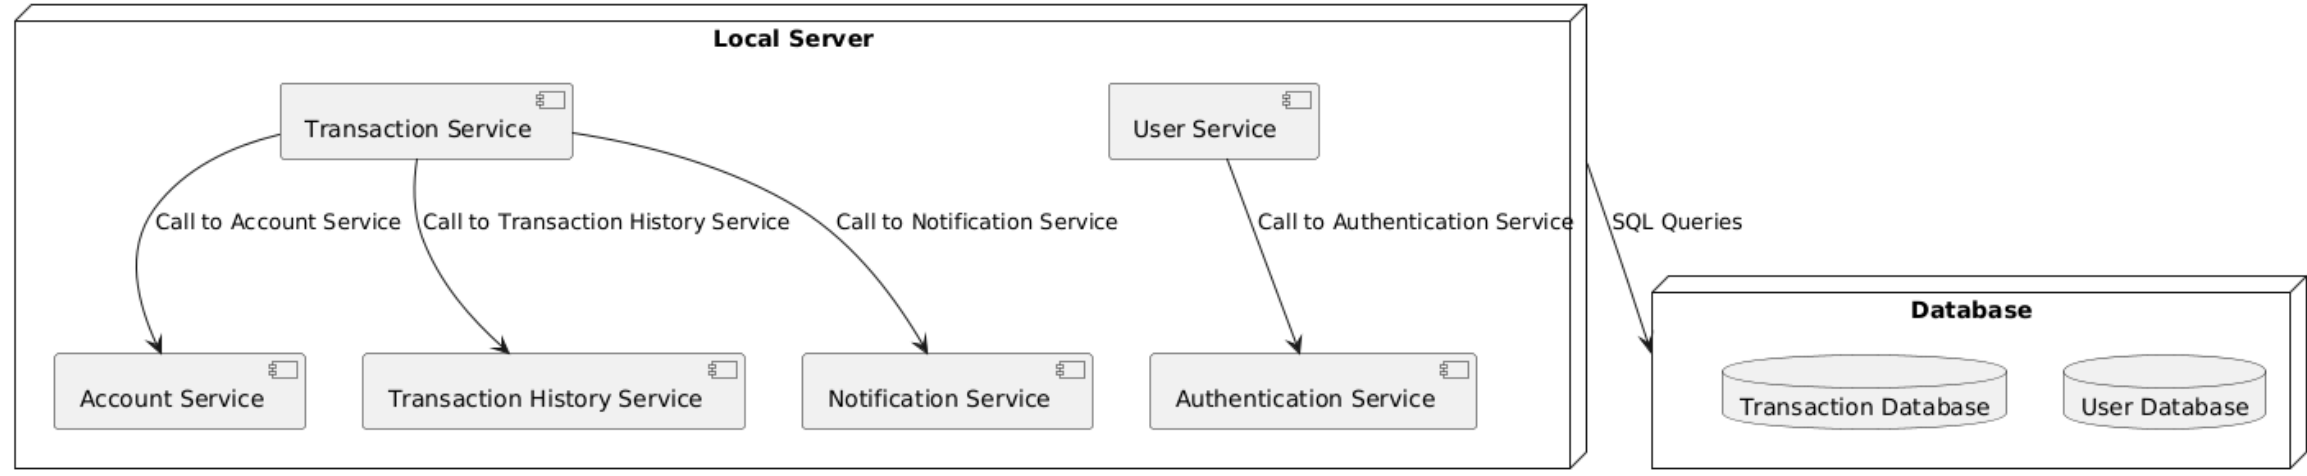 Local Server
Transaction Service
User Service
Call to Account Service
Call to Transaction History Service
Call to Notification Service
Call to Authentication Service
SQL Queries
Database
Account Service
Transaction History Service
Notification Service
Authentication Service
Transaction Database
User Database